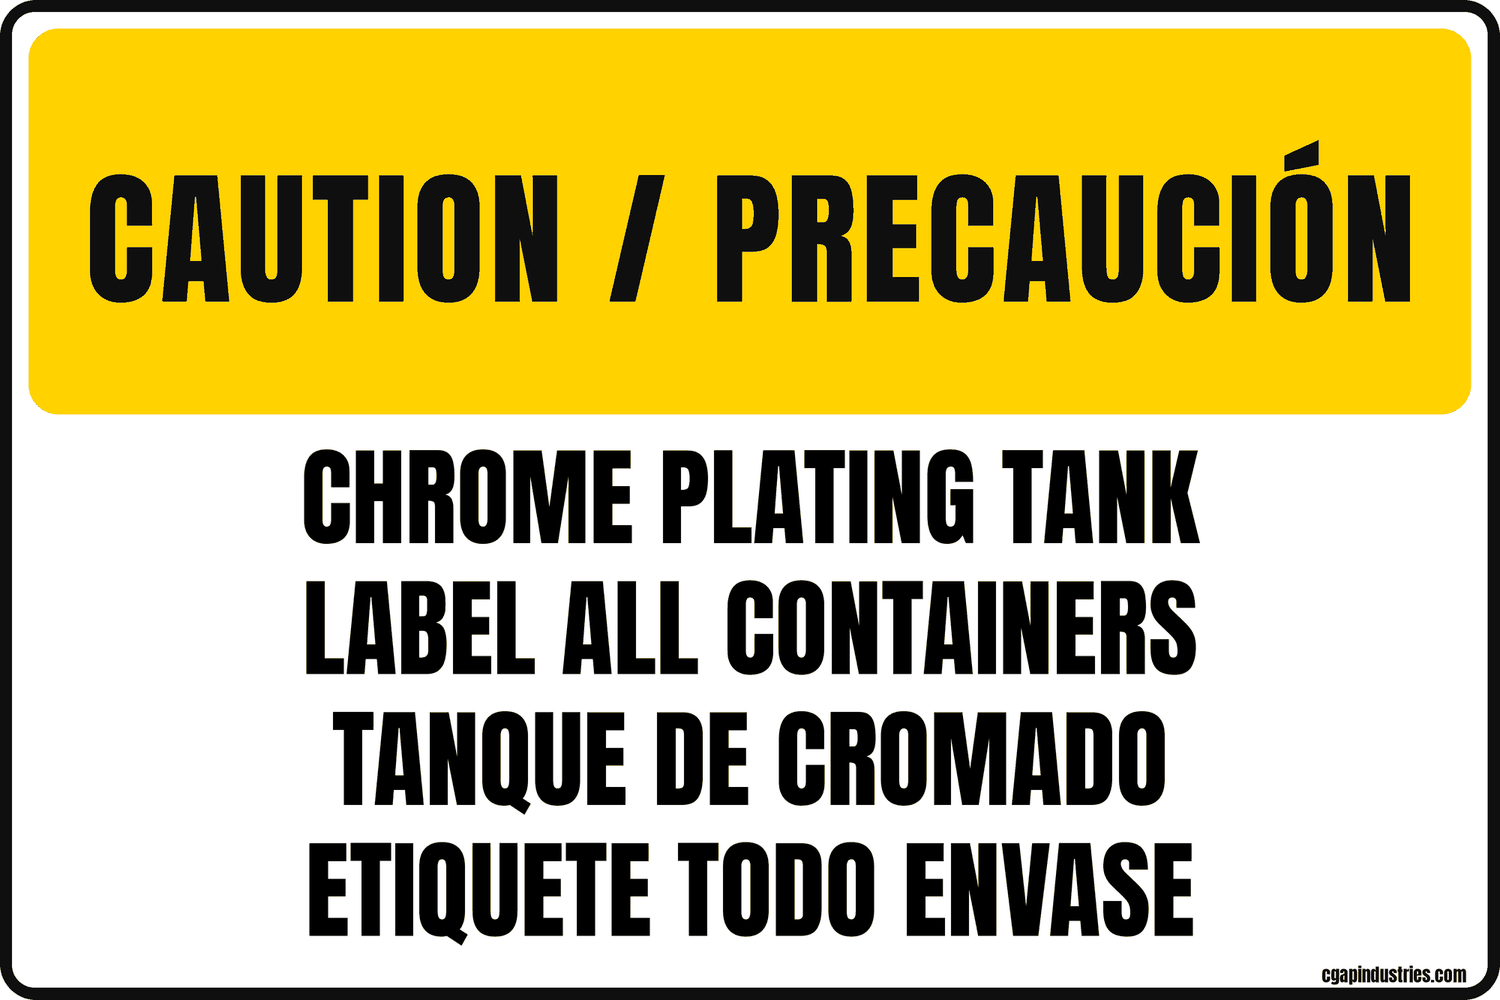 CAUTION / PRECAUCIÓN
CHROME PLATING TANK
LABEL ALL CONTAINERS
TANQUE DE CROMADO
ETIQUETE TODO ENVASE
cgapindustries.com